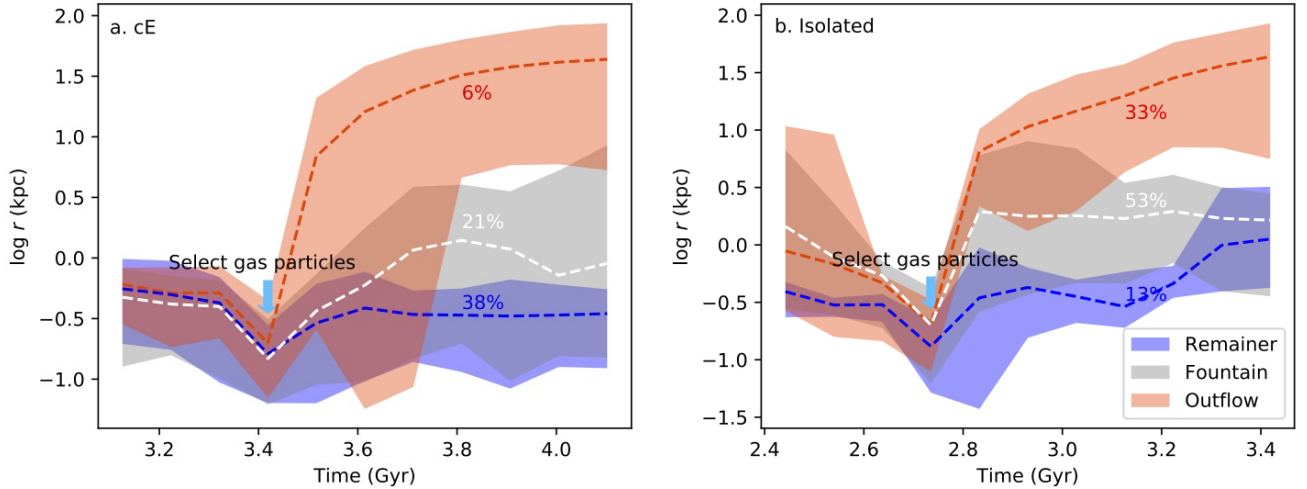 a. cE
2.0
1.5
1.0
0.5
0.0
−0.5
−1.0
log r (kpc)
6%
21%
38%
Select gas particles
3.2
3.4
3.6
3.8
4.0
Time (Gyr)
b. Isolated
2.0
1.5
1.0
0.5
0.0
−0.5
−1.0
−1.5
log r (kpc)
33%
53%
13%
Select gas particles
Remainer
Fountain
Outflow
2.4
2.6
2.8
3.0
3.2
3.4
Time (Gyr)